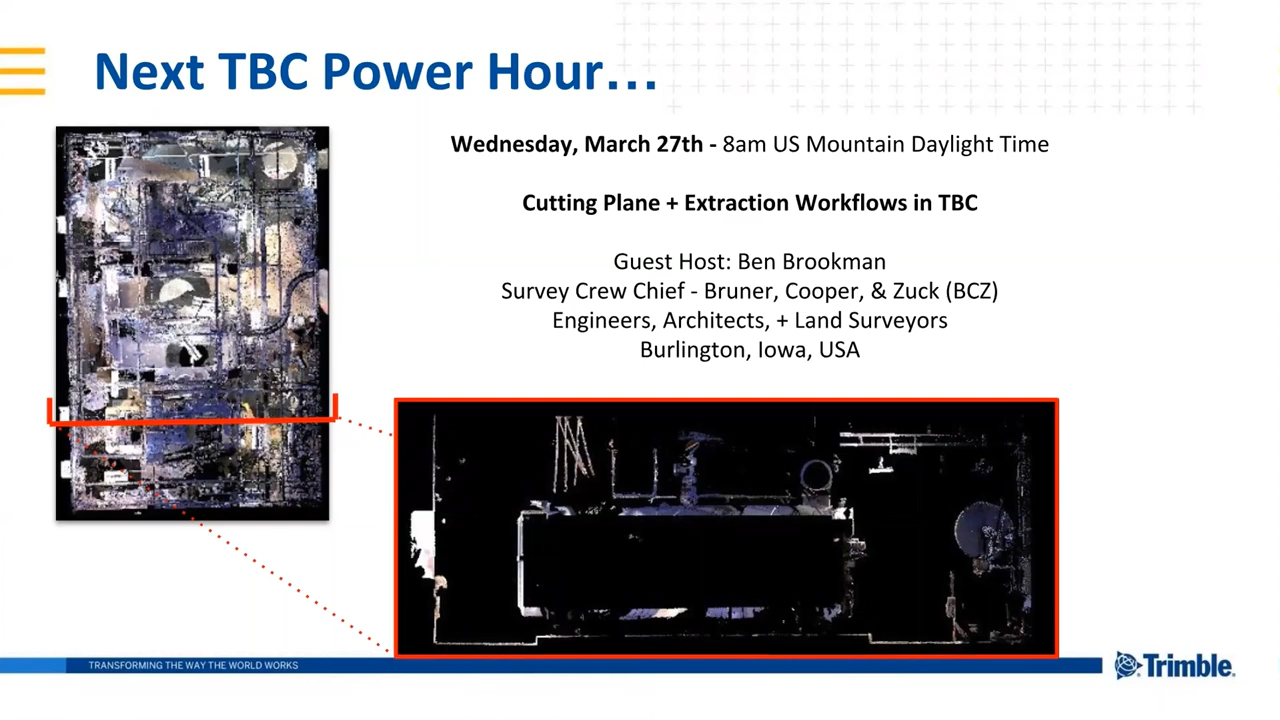 Next TBC Power Hour...
Wednesday, March 27th - 8am US Mountain Daylight Time
Cutting Plane + Extraction Workflows in TBC
Guest Host: Ben Brookman
Survey Crew Chief - Bruner, Cooper, & Zuck (BCZ)
Engineers, Architects, + Land Surveyors
Burlington, Iowa, USA
TRANSFORMING THE WAY THE WORLD WORKS
Trimble